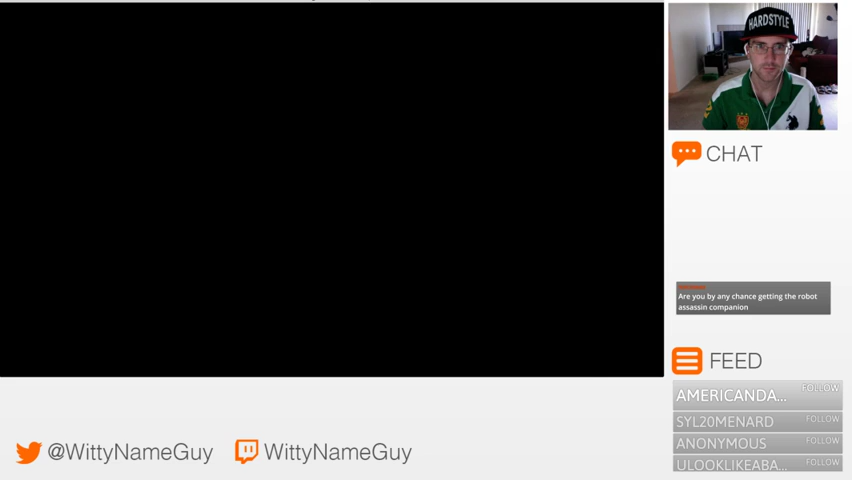 HARDSTYLE
CHAT
Are you by any chance getting the robot
assassin companion
FEED
AMERICANDA... FOLLOW
SYL20MENARD FOLLOW
ANONYMOUS FOLLOW
ULOOKLIKEABA... FOLLOW
@WittyNameGuy WittyNameGuy